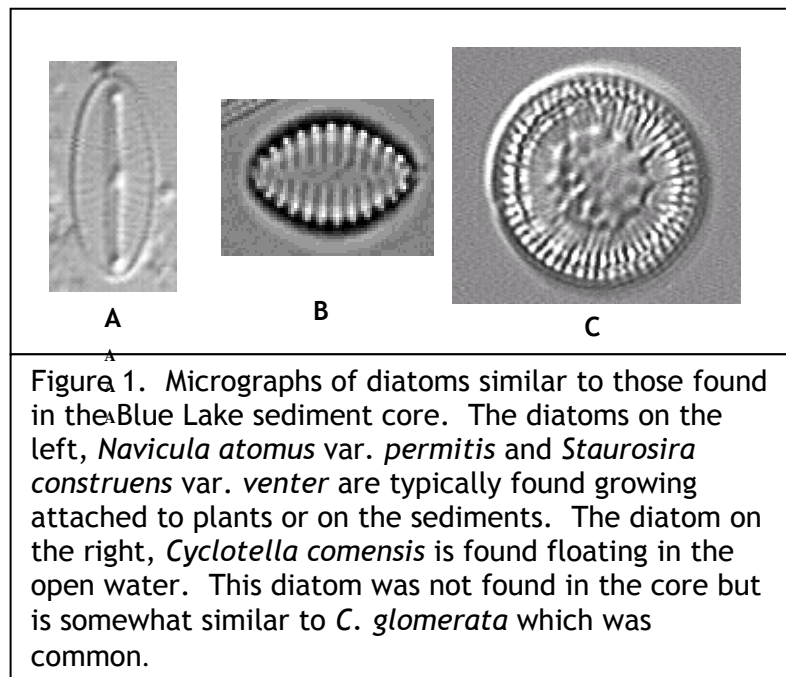 A
B
C
A
Figure 1. Micrographs of diatoms similar to those found
A
in the Blue Lake sediment core. The diatoms on the
A
left, Navicula atomus var. permitis and Staurosira
construens var. venter are typically found growing
attached to plants or on the sediments. The diatom on
the right, Cyclotella comensis is found floating in the
open water. This diatom was not found in the core but
is somewhat similar to C. glomerata which was
common.